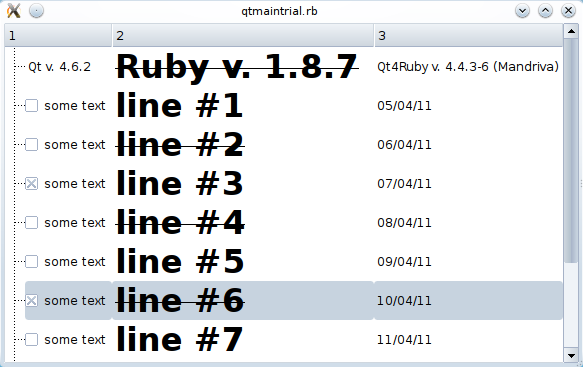 qtmaintrial.rb
1 2 3
Qt v. 4.6.2 Ruby v. 1.8.7 Qt4Ruby v. 4.4.3-6 (Mandriva)
some text line #1 05/04/11
some text line #2 06/04/11
some text line #3 07/04/11
some text line #4 08/04/11
some text line #5 09/04/11
some text line #6 10/04/11
some text line #7 11/04/11